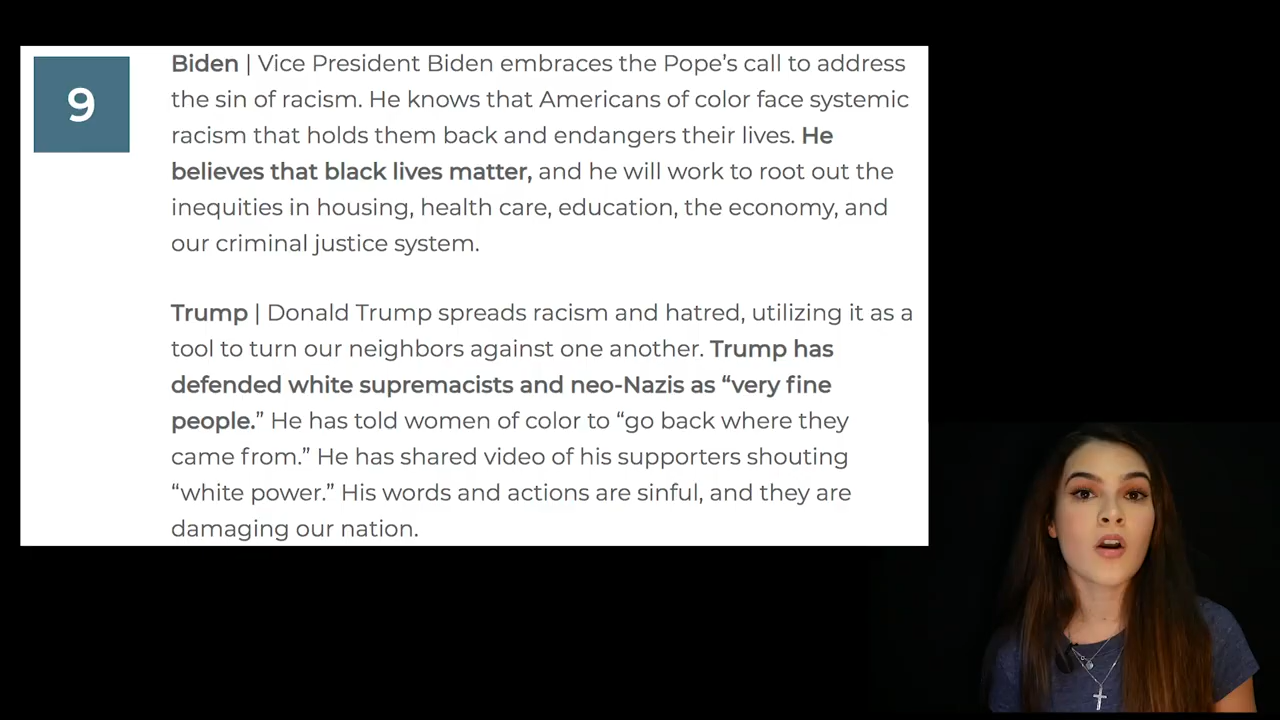 9
Biden | Vice President Biden embraces the Pope’s call to address
the sin of racism. He knows that Americans of color face systemic
racism that holds them back and endangers their lives. He
believes that black lives matter, and he will work to root out the
inequities in housing, health care, education, the economy, and
our criminal justice system.
Trump | Donald Trump spreads racism and hatred, utilizing it as a
tool to turn our neighbors against one another. Trump has
defended white supremacists and neo-Nazis as “very fine
people.” He has told women of color to “go back where they
came from.” He has shared video of his supporters shouting
“white power.” His words and actions are sinful, and they are
damaging our nation.